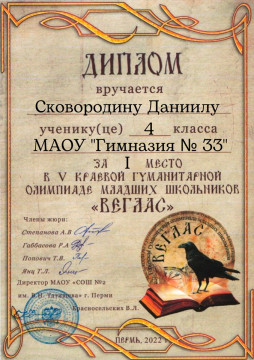 ДИПЛОМ
вручается
Сковородину Даниилу
ученику(це) 4 класса
МАОУ "Гимназия № 33"
ЗА I МЕСТО
В V КРАЕВОЙ ГУМАНИТАРНОЙ
ОЛИМПИАДЕ МЛАДШИХ ШКОЛЬНИКОВ
«ВЕГЛАС»
Члены жюри:
Степанова А.В
Габбасова Р.А
Попович Т.Я.
Янц Т.Л.
Директор МАОУ «СОШ №2
им. В.Н. Татищева» г. Перми
Красносельских В.Л.
ВЕГЛАС
ПЕРМЬ, 2022